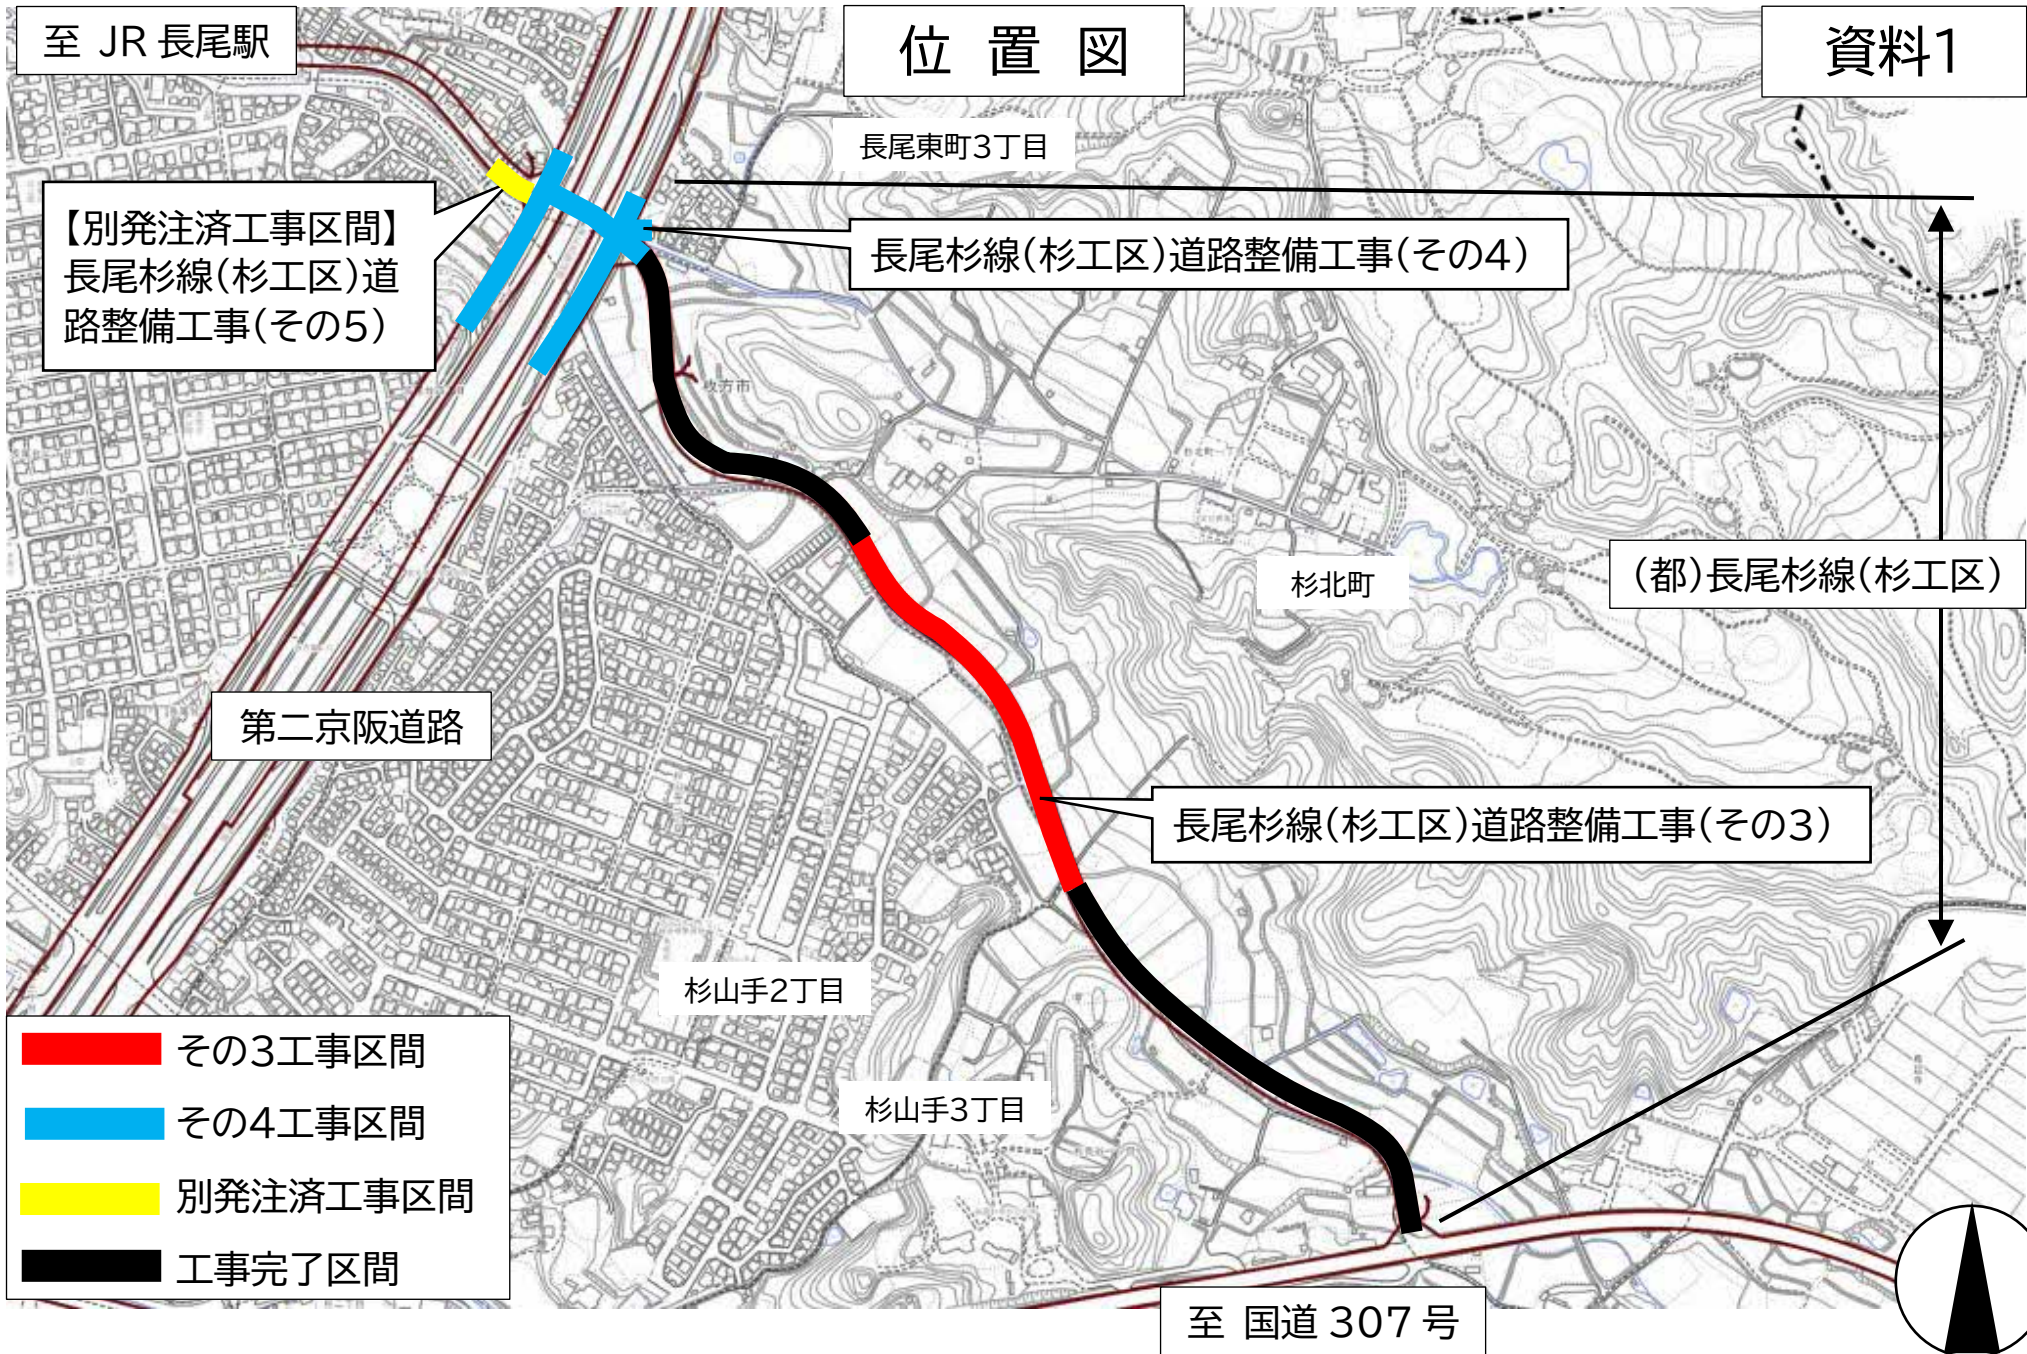 至 JR長尾駅
位 置 図
資料1
長尾東町3丁目
【別発注済工事区間】
長尾杉線(杉工区)道
路整備工事(その5)
長尾杉線(杉工区)道路整備工事(その4)
枚方市
杉北町
(都)長尾杉線(杉工区)
第二京阪道路
長尾杉線(杉工区)道路整備工事(その3)
杉山手2丁目
杉山手3丁目
その3工事区間
その4工事区間
別発注済工事区間
工事完了区間
至 国道307号